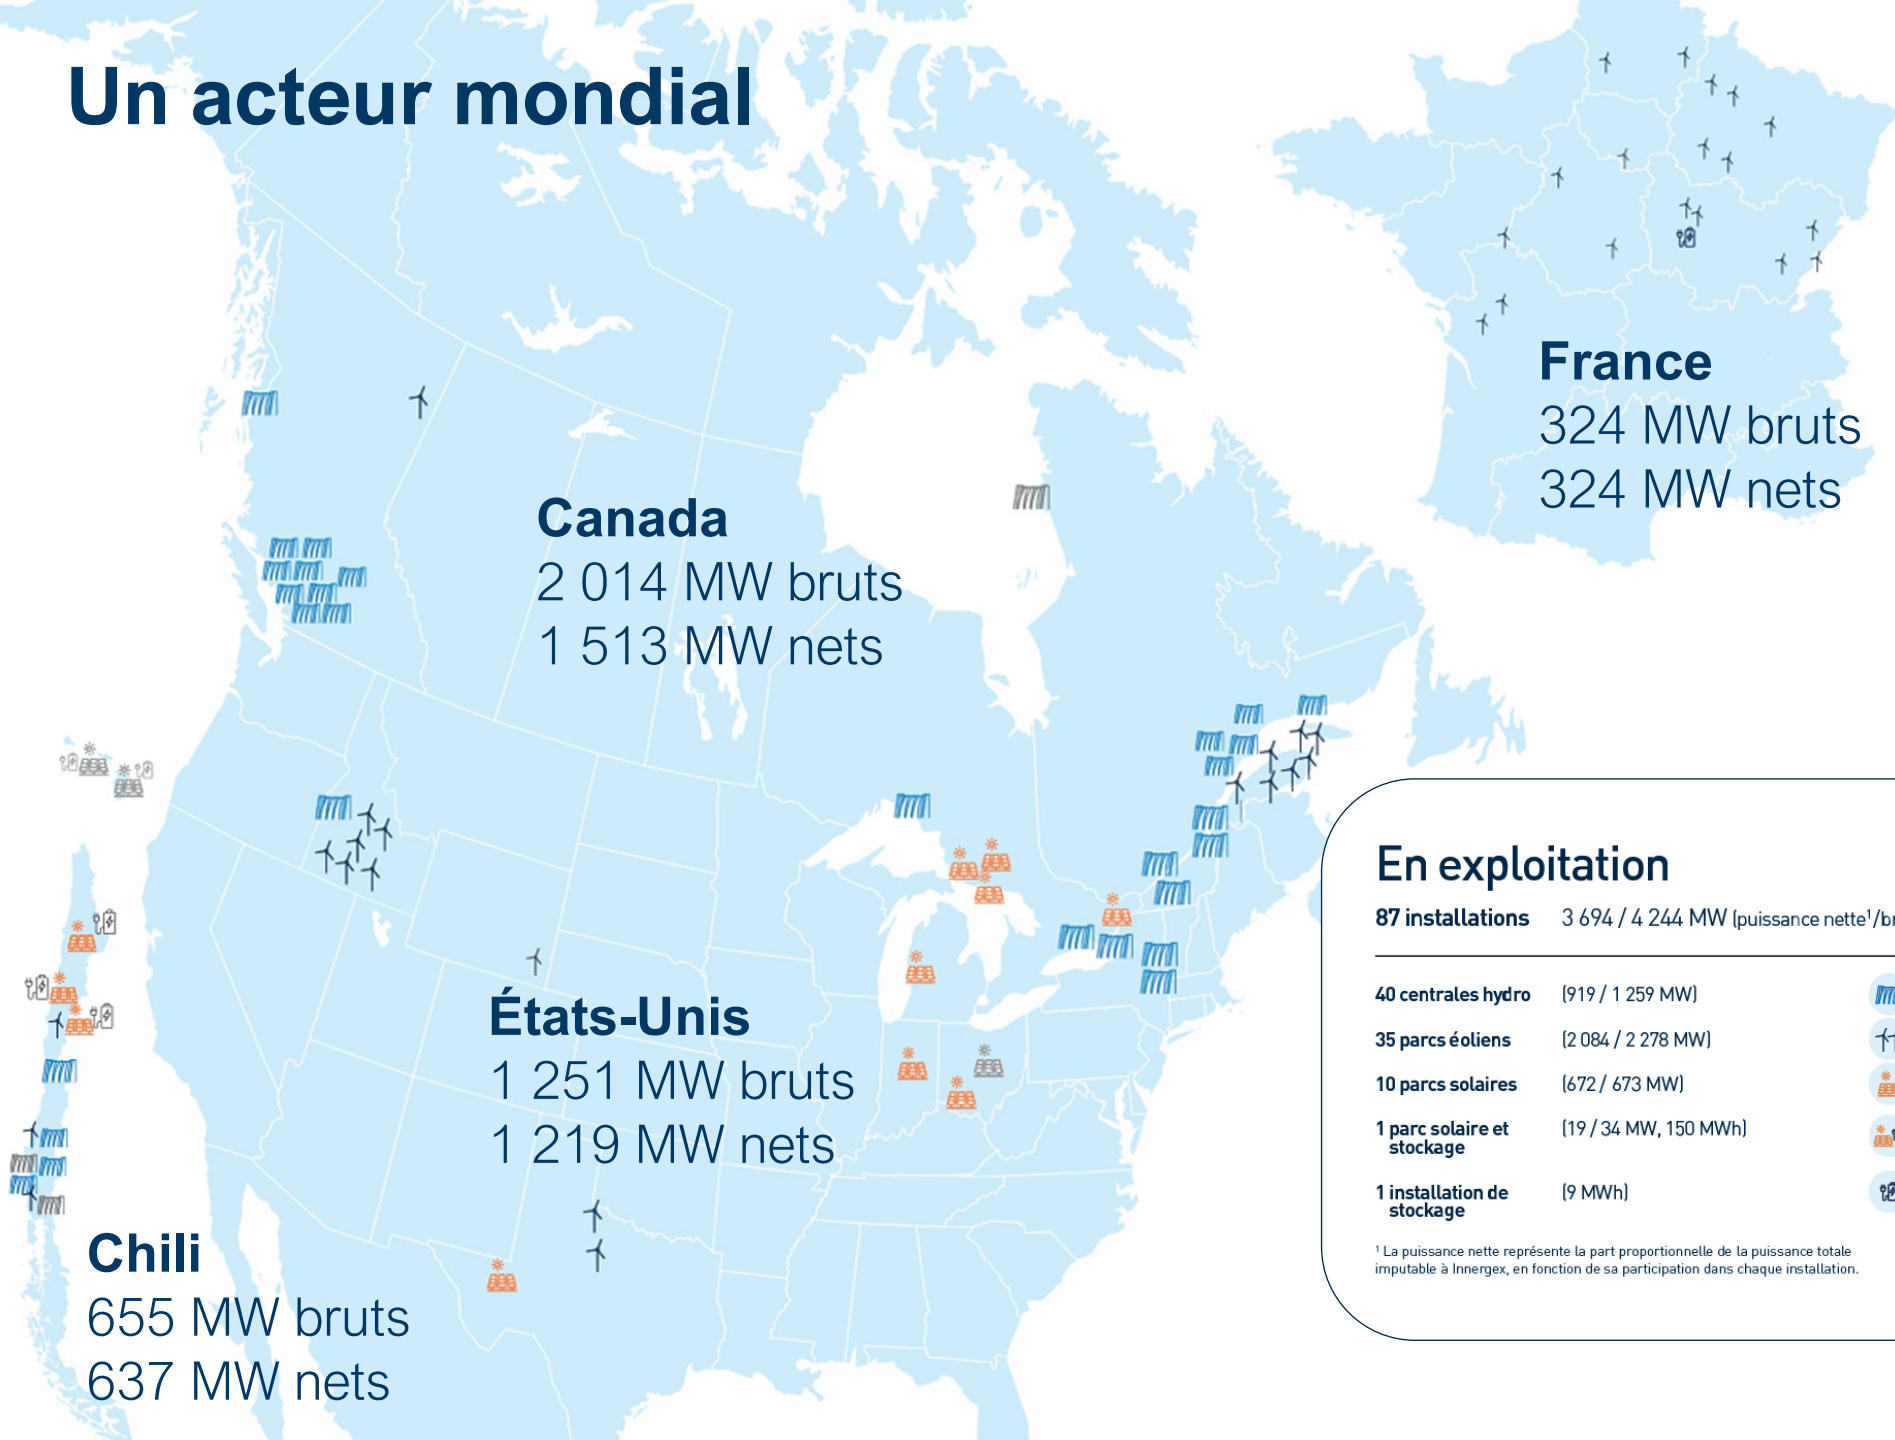 Un acteur mondial
France
324 MW bruts
324 MW nets
Canada
2 014 MW bruts
1 513 MW nets
États-Unis
1 251 MW bruts
1 219 MW nets
Chili
655 MW bruts
637 MW nets
En exploitation
87 installations 3 694 / 4 244 MW (puissance nette¹/br
40 centrales hydro (919 / 1 259 MW)
35 parcs éoliens (2 084 / 2 278 MW)
10 parcs solaires (672 / 673 MW)
1 parc solaire et (19 / 34 MW, 150 MWh)
stockage
1 installation de (9 MWh)
stockage
¹ La puissance nette représente la part proportionnelle de la puissance totale
imputable à Innergex, en fonction de sa participation dans chaque installation.